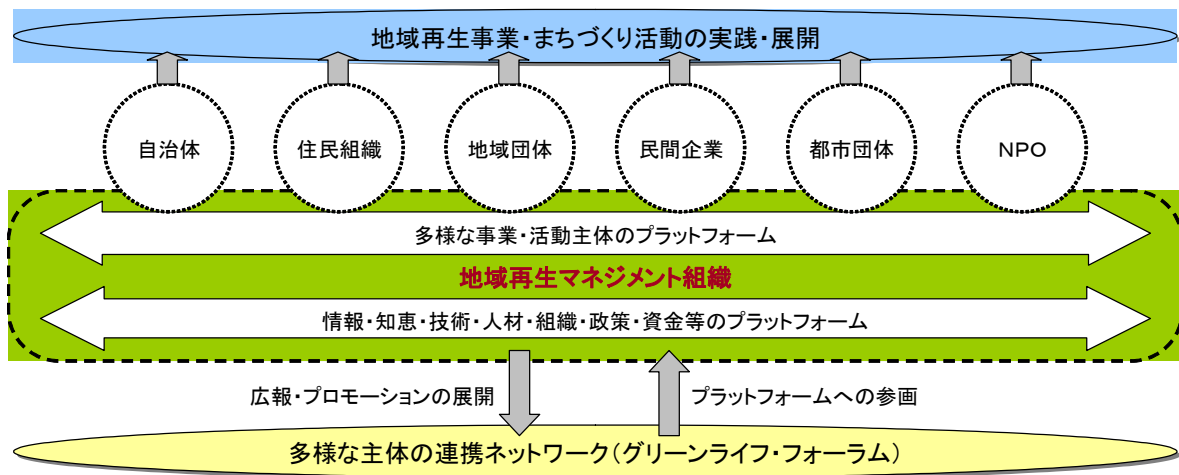 地域再生事業・まちづくり活動の実践・展開
自治体
住民組織
地域団体
民間企業
都市団体
NPO
多様な事業・活動主体のプラットフォーム
地域再生マネジメント組織
情報・知恵・技術・人材・組織・政策・資金等のプラットフォーム
広報・プロモーションの展開
プラットフォームへの参画
多様な主体の連携ネットワーク(グリーンライフ・フォーラム)